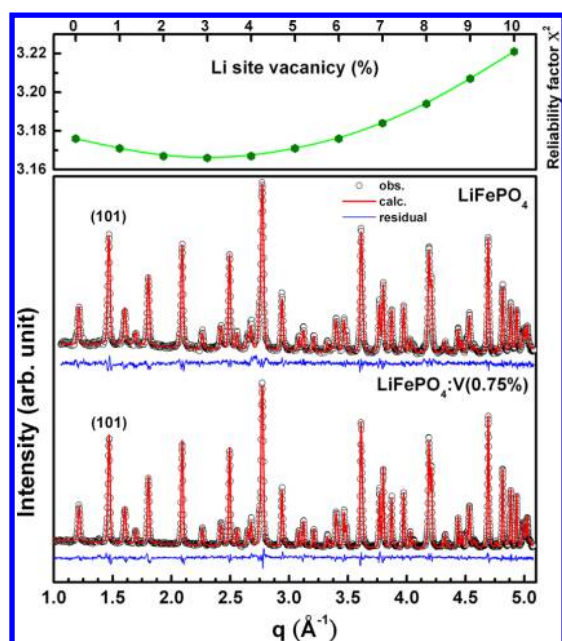 0 1 2 3 4 5 6 7 8 9 10
Li site vacanicy (%)
3.22
3.20
3.18
3.16
Reliability factor X²
obs.
calc.
residual
LiFePO₄
(101)
LiFePO₄:V(0.75%)
(101)
Intensity (arb. unit)
1.0 1.5 2.0 2.5 3.0 3.5 4.0 4.5 5.0
q (Å⁻¹)